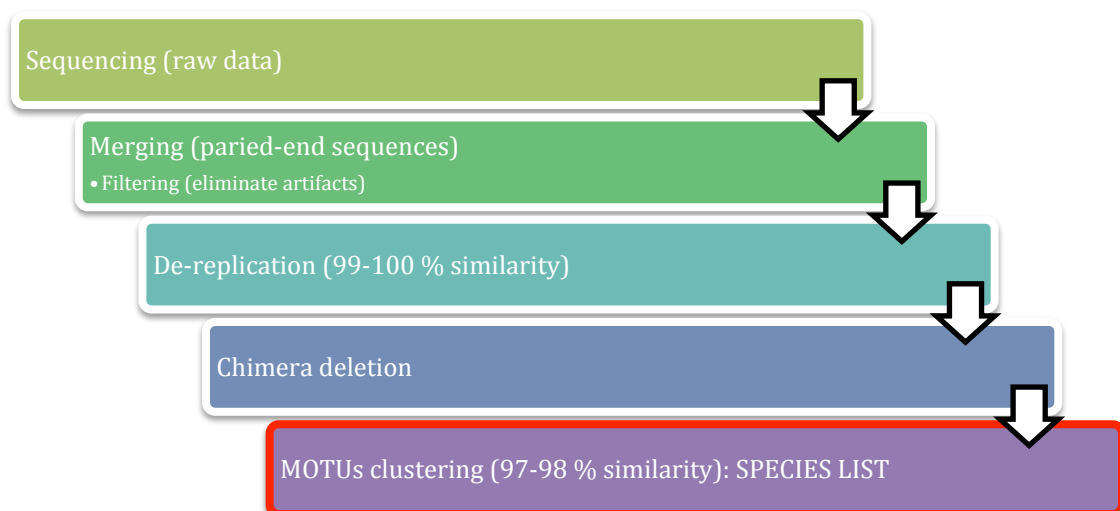 Sequencing (raw data)
Merging (paried-end sequences)
• Filtering (eliminate artifacts)
De-replication (99-100 % similarity)
Chimera deletion
MOTUs clustering (97-98 % similarity): SPECIES LIST